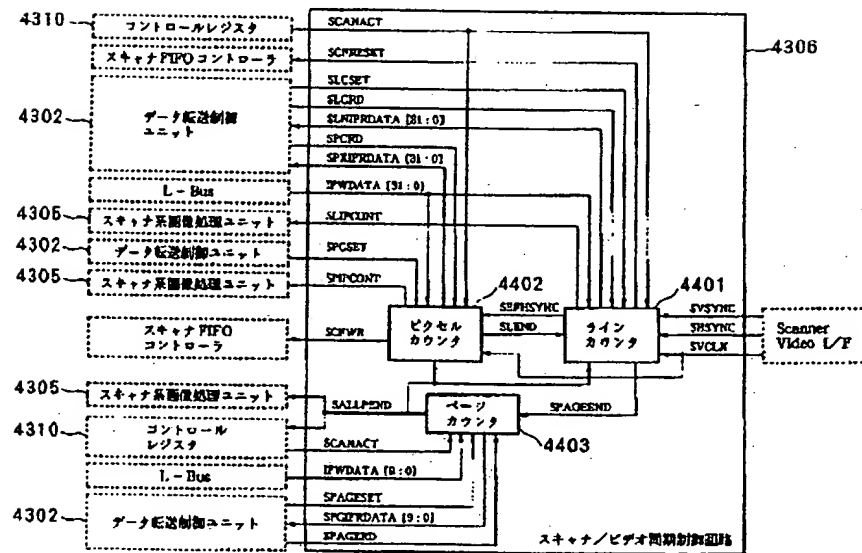 4310
コントロールレジスタ
SCANACT
4306
スキャナFIFOコントローラ
SCFRESET
4302
データ転送制御
ユニット
SLCSET
SLCRD
SLNIPRDATA [31:0]
SPCRD
SPXIPRDATA [31:0]
L-Bus
IPWDATA [31:0]
4305
スキャナ系画像処理ユニット
SLIPCOUNT
4302
データ転送制御ユニット
SPCSET
4305
スキャナ系画像処理ユニット
4402
4401
スキャナFIFO
コントローラ
SCFWR
ピクセル
カウンタ
SLEND
ライン
カウンタ
SVSYNC
SHSYNC
SVCLK
Scanner
Video I/F
4305
スキャナ系画像処理ユニット
SALLPEND
ページ
カウンタ
SPAGEEND
4403
4310
コントロール
レジスタ
SCANACT
L-Bus
IPWDATA [9:0]
4302
データ転送制御ユニット
SPAGESET
SPGIPRDATA [9:0]
SPAGERD
スキャナ/ビデオ同期制御回路